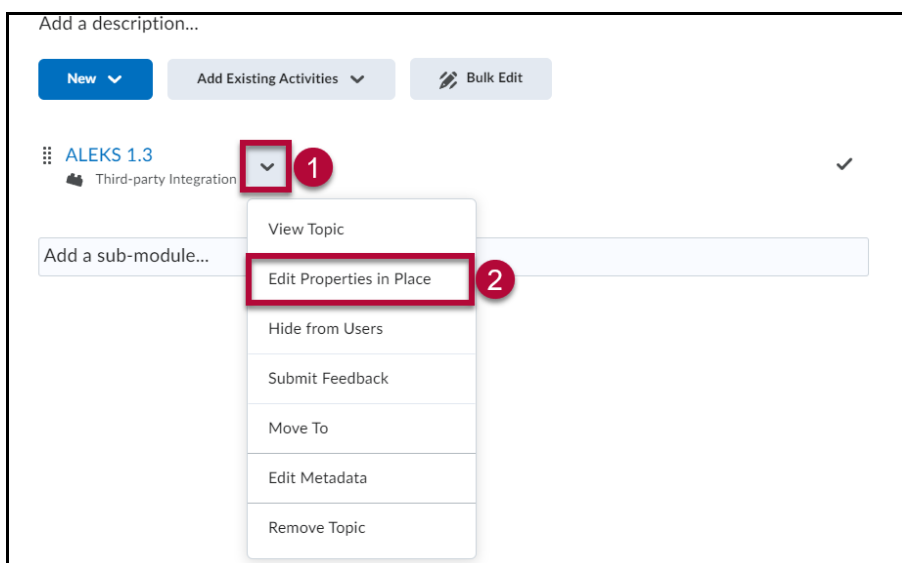 Add a description...
New
Add Existing Activities
Bulk Edit
ALEKS 1.3
1
Third-party Integration
View Topic
Add a sub-module...
Edit Properties in Place
2
Hide from Users
Submit Feedback
Move To
Edit Metadata
Remove Topic